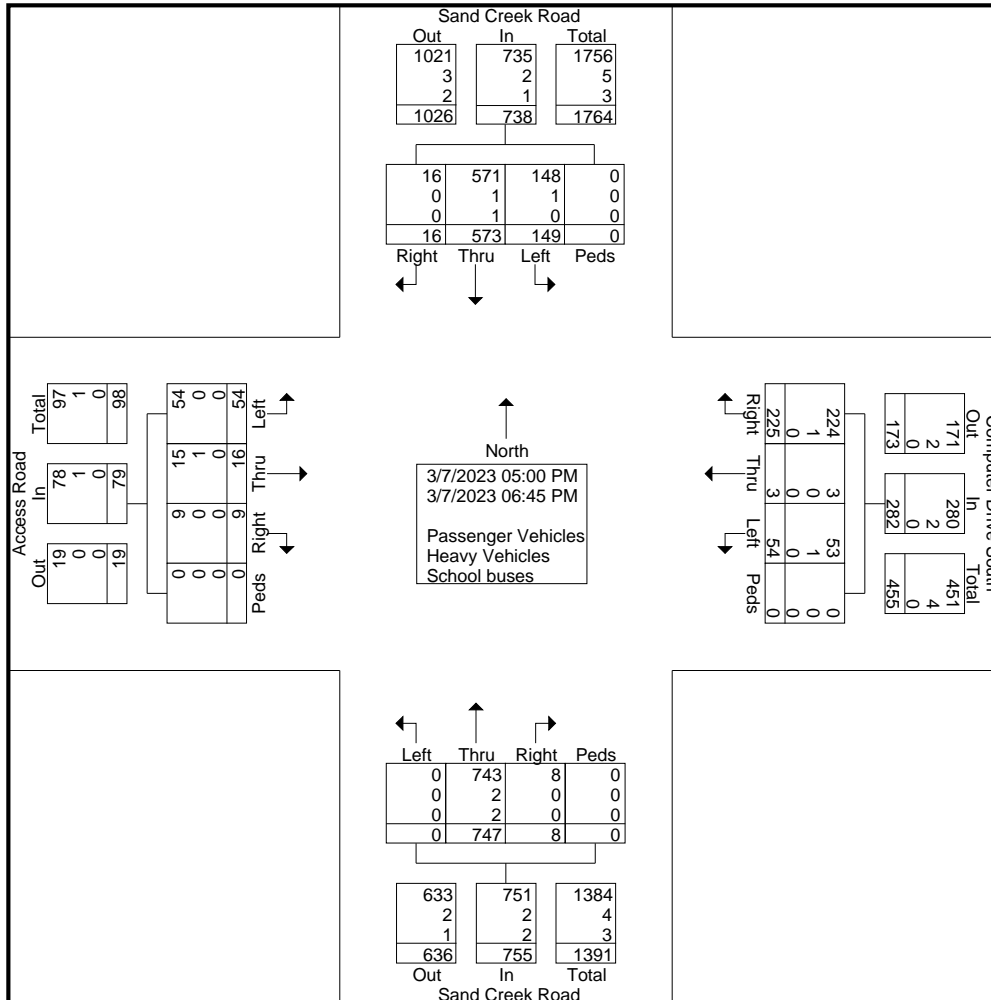 Sand Creek Road
Out In Total
1021 735 1756
3 2 5
2 1 3
1026 738 1764
16 571 148 0
0 1 1 0
0 1 0 0
16 573 149 0
Right Thru Left Peds
Access Road
Total In Out
97 78 19
1 1 0
0 0 0
98 79 19
Left Thru Right Peds
54 15 9 0
0 1 0 0
0 0 0 0
54 16 9 0
North
3/7/2023 05:00 PM
3/7/2023 06:45 PM
Passenger Vehicles
Heavy Vehicles
School buses
Right Thru Left Peds
224 3 53 0
1 0 1 0
0 0 0 0
225 3 54 0
Computer Drive South
Out In Total
171 280 451
2 2 4
0 0 0
173 282 455
Left Thru Right Peds
0 743 8 0
0 2 0 0
0 2 0 0
0 747 8 0
633 751 1384
2 2 4
1 2 3
636 755 1391
Out In Total
Sand Creek Road